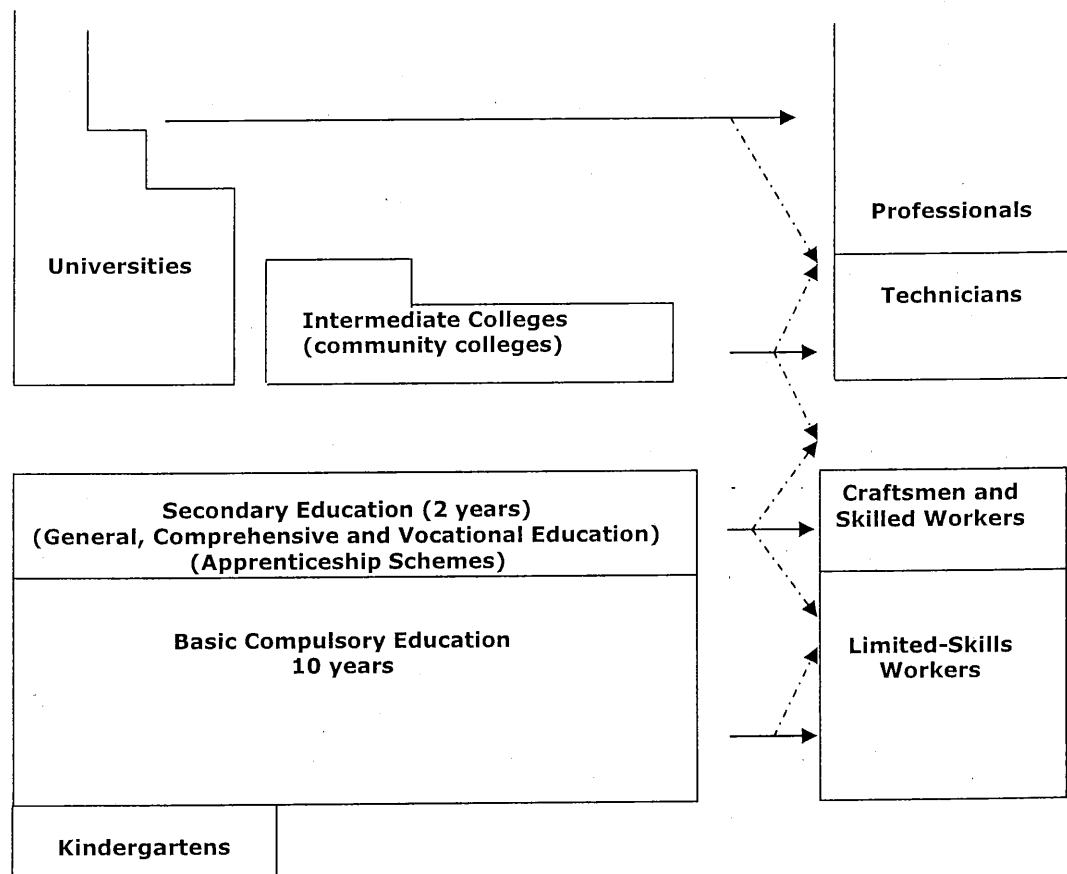 Professionals
Universities
Technicians
Intermediate Colleges
(community colleges)
Secondary Education (2 years)
(General, Comprehensive and Vocational Education)
(Apprenticeship Schemes)
Craftsmen and
Skilled Workers
Basic Compulsory Education
10 years
Limited-Skills
Workers
Kindergartens